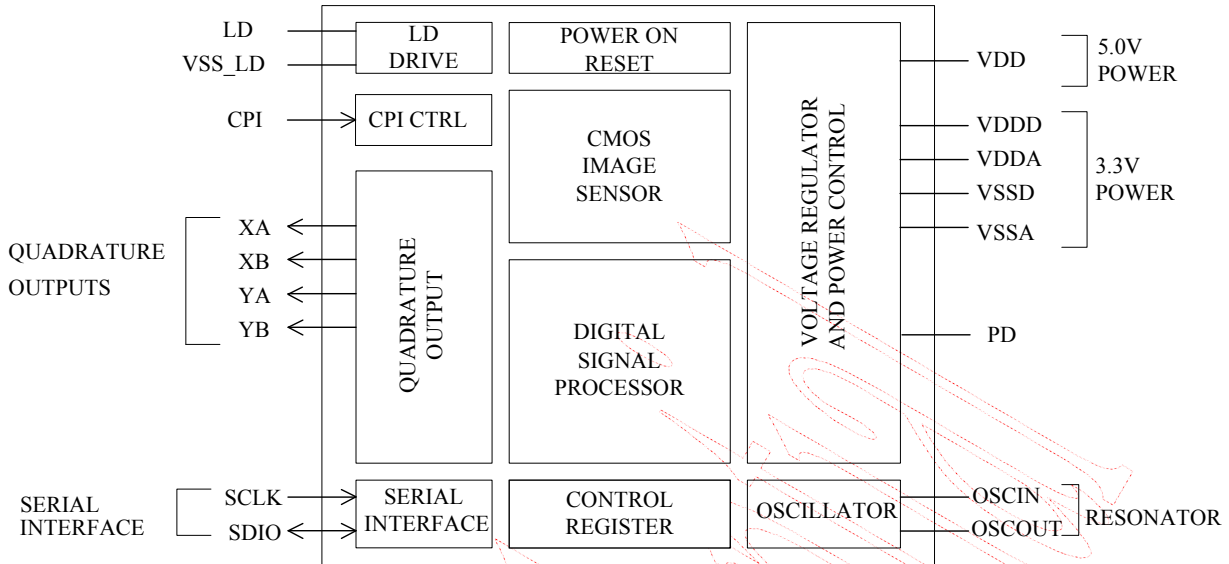 LD
VSS_LD
CPI
QUADRATURE
OUTPUTS
XA
XB
YA
YB
SERIAL
INTERFACE
SCLK
SDIO
LD
DRIVE
CPI CTRL
QUADRATURE
OUTPUT
SERIAL
INTERFACE
POWER ON
RESET
CMOS
IMAGE
SENSOR
DIGITAL
SIGNAL
PROCESSOR
CONTROL
REGISTER
VOLTAGE REGULATOR
AND POWER CONTROL
OSCILLATOR
VDD
5.0V
POWER
VDDD
VDDA
VSSD
VSSA
3.3V
POWER
PD
OSCIN
OSCOUT
RESONATOR